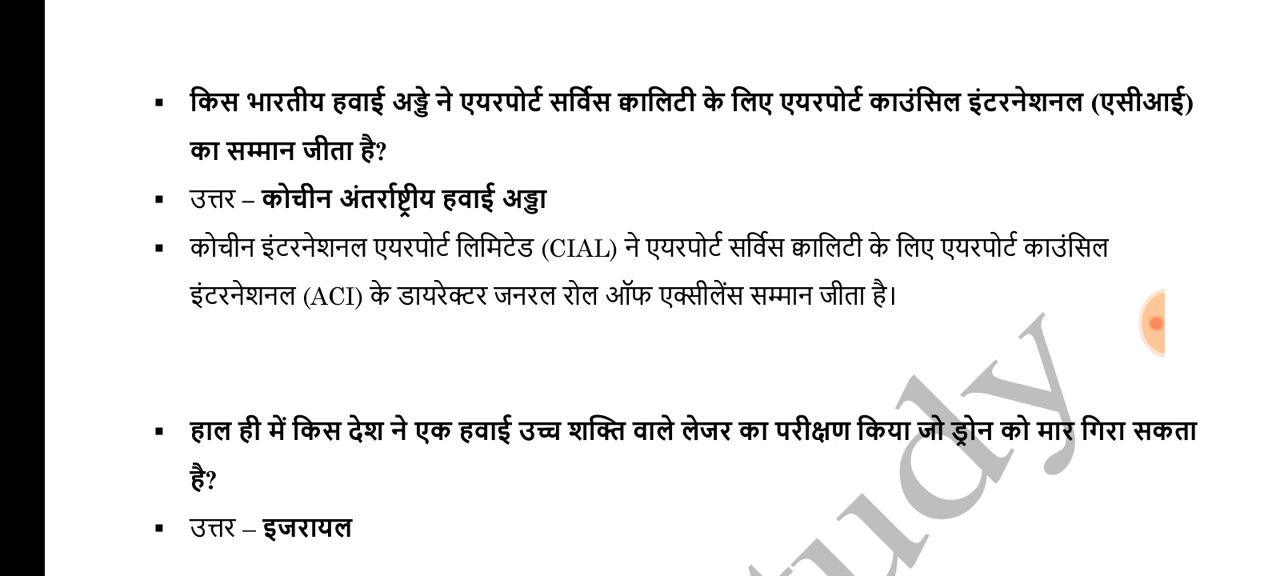 ▪ किस भारतीय हवाई अड्डे ने एयरपोर्ट सर्विस क्वालिटी के लिए एयरपोर्ट काउंसिल इंटरनेशनल (एसीआई)
का सम्मान जीता है?
▪ उत्तर – कोचीन अंतर्राष्ट्रीय हवाई अड्डा
▪ कोचीन इंटरनेशनल एयरपोर्ट लिमिटेड (CIAL) ने एयरपोर्ट सर्विस क्वालिटी के लिए एयरपोर्ट काउंसिल
इंटरनेशनल (ACI) के डायरेक्टर जनरल रोल ऑफ एक्सीलेंस सम्मान जीता है।
▪ हाल ही में किस देश ने एक हवाई उच्च शक्ति वाले लेजर का परीक्षण किया जो ड्रोन को मार गिरा सकता
है?
▪ उत्तर – इजरायल
tudy